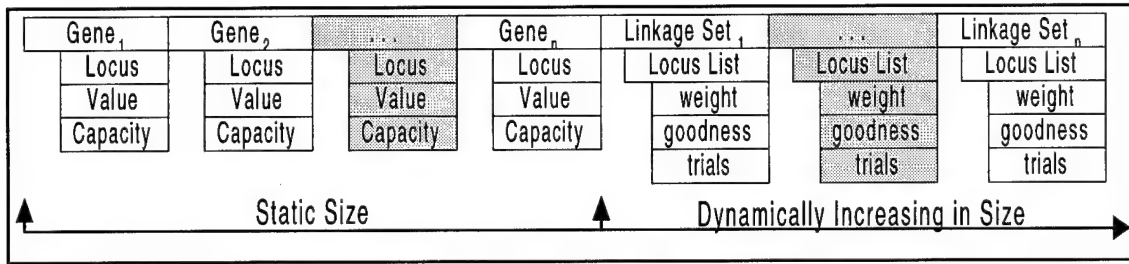 Gene1 Gene2 ... Genen Linkage Set1 ... Linkage Setn
Locus Locus Locus Locus Locus List Locus List Locus List
Value Value Value Value weight weight weight
Capacity Capacity Capacity Capacity goodness goodness goodness
trials trials trials
Static Size Dynamically Increasing in Size